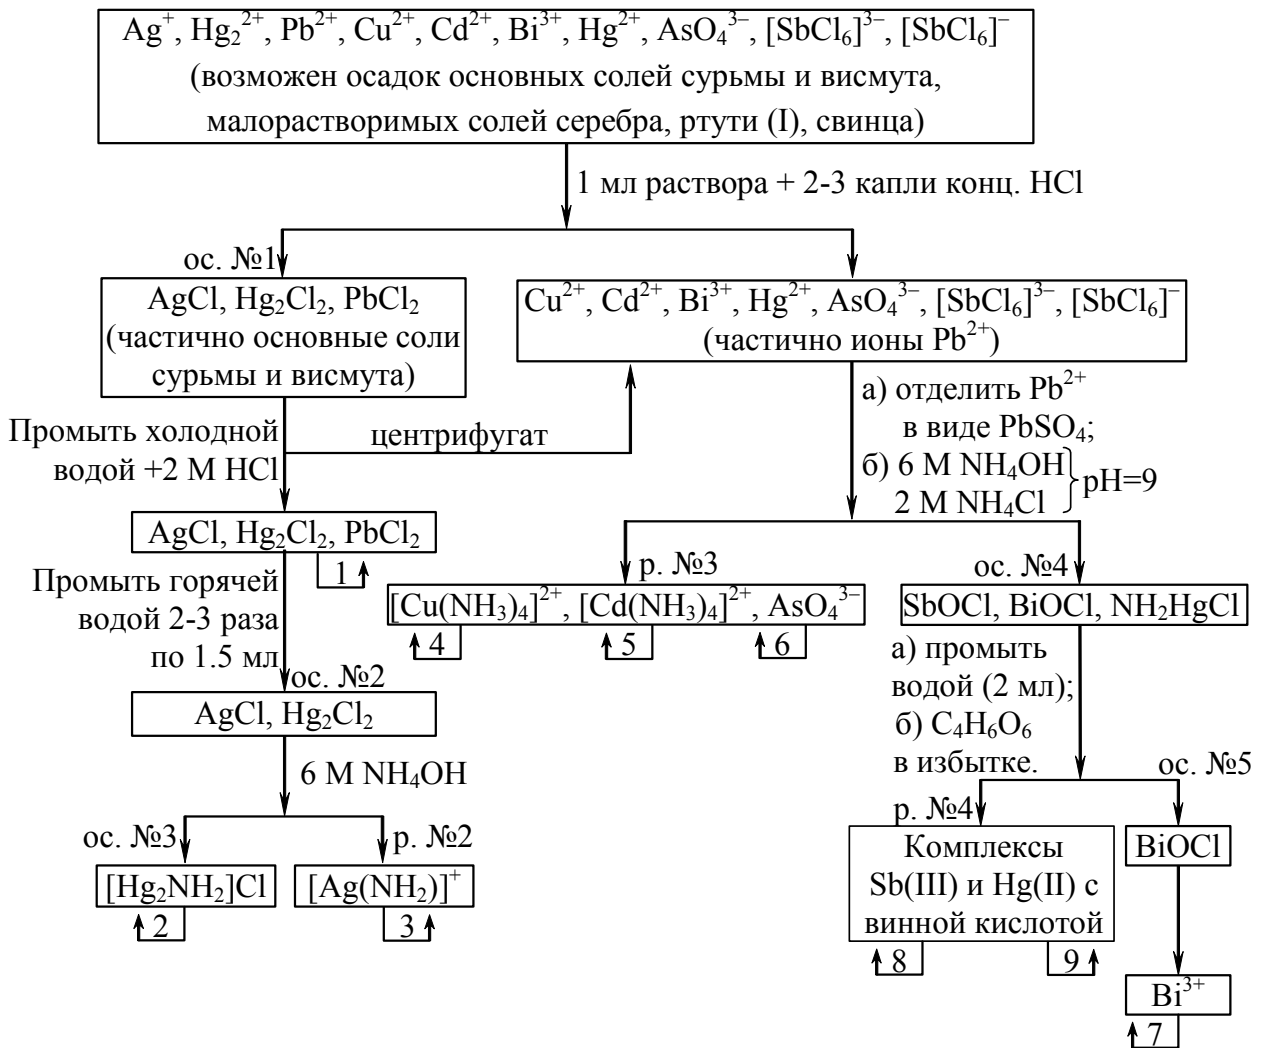 Ag⁺, Hg₂²⁺, Pb²⁺, Cu²⁺, Cd²⁺, Bi³⁺, Hg²⁺, AsO₄³⁻, [SbCl₆]³⁻, [SbCl₆]⁻
(возможен осадок основных солей сурьмы и висмута,
малорастворимых солей серебра, ртути (I), свинца)
1 мл раствора + 2-3 капли конц. HCl
ос. №1
AgCl, Hg₂Cl₂, PbCl₂
(частично основные соли
сурьмы и висмута)
Cu²⁺, Cd²⁺, Bi³⁺, Hg²⁺, AsO₄³⁻, [SbCl₆]³⁻, [SbCl₆]⁻
(частично ионы Pb²⁺)
Промыть холодной
водой +2 М HCl
центрифугат
а) отделить Pb²⁺
в виде PbSO₄;
б) 6 М NH₄OH
2 М NH₄Cl
pH=9
AgCl, Hg₂Cl₂, PbCl₂
1
Промыть горячей
водой 2-3 раза
по 1.5 мл
ос. №2
AgCl, Hg₂Cl₂
6 М NH₄OH
ос. №3
[Hg₂NH₂]Cl
2
р. №2
[Ag(NH₂)]⁺
3
р. №3
[Cu(NH₃)₄]²⁺, [Cd(NH₃)₄]²⁺, AsO₄³⁻
4
5
6
ос. №4
SbOCl, BiOCl, NH₂HgCl
а) промыть
водой (2 мл);
б) C₄H₆O₆
в избытке.
р. №4
Комплексы
Sb(III) и Hg(II) с
винной кислотой
8
9
ос. №5
BiOCl
Bi³⁺
7